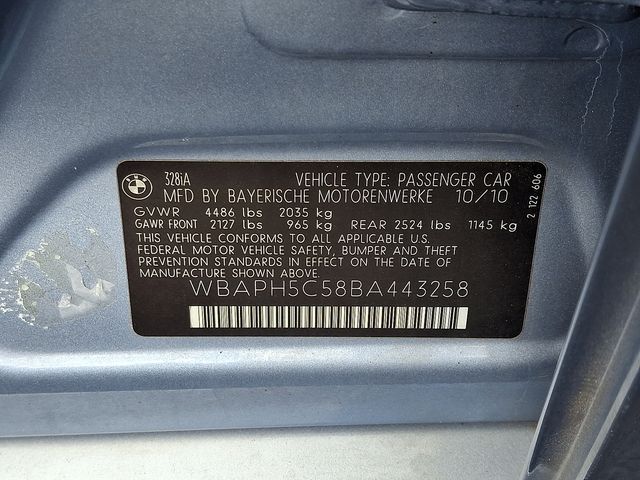 328iA VEHICLE TYPE: PASSENGER CAR
MFD BY BAYERISCHE MOTORENWERKE 10/10
GVWR 4486 lbs 2035 kg
GAWR FRONT 2127 lbs 965 kg REAR 2524 lbs 1145 kg
THIS VEHICLE CONFORMS TO ALL APPLICABLE U.S.
FEDERAL MOTOR VEHICLE SAFETY, BUMPER AND THEFT
PREVENTION STANDARDS IN EFFECT ON THE DATE OF
MANUFACTURE SHOWN ABOVE.
WBAPH5C58BA443258
2 122 606